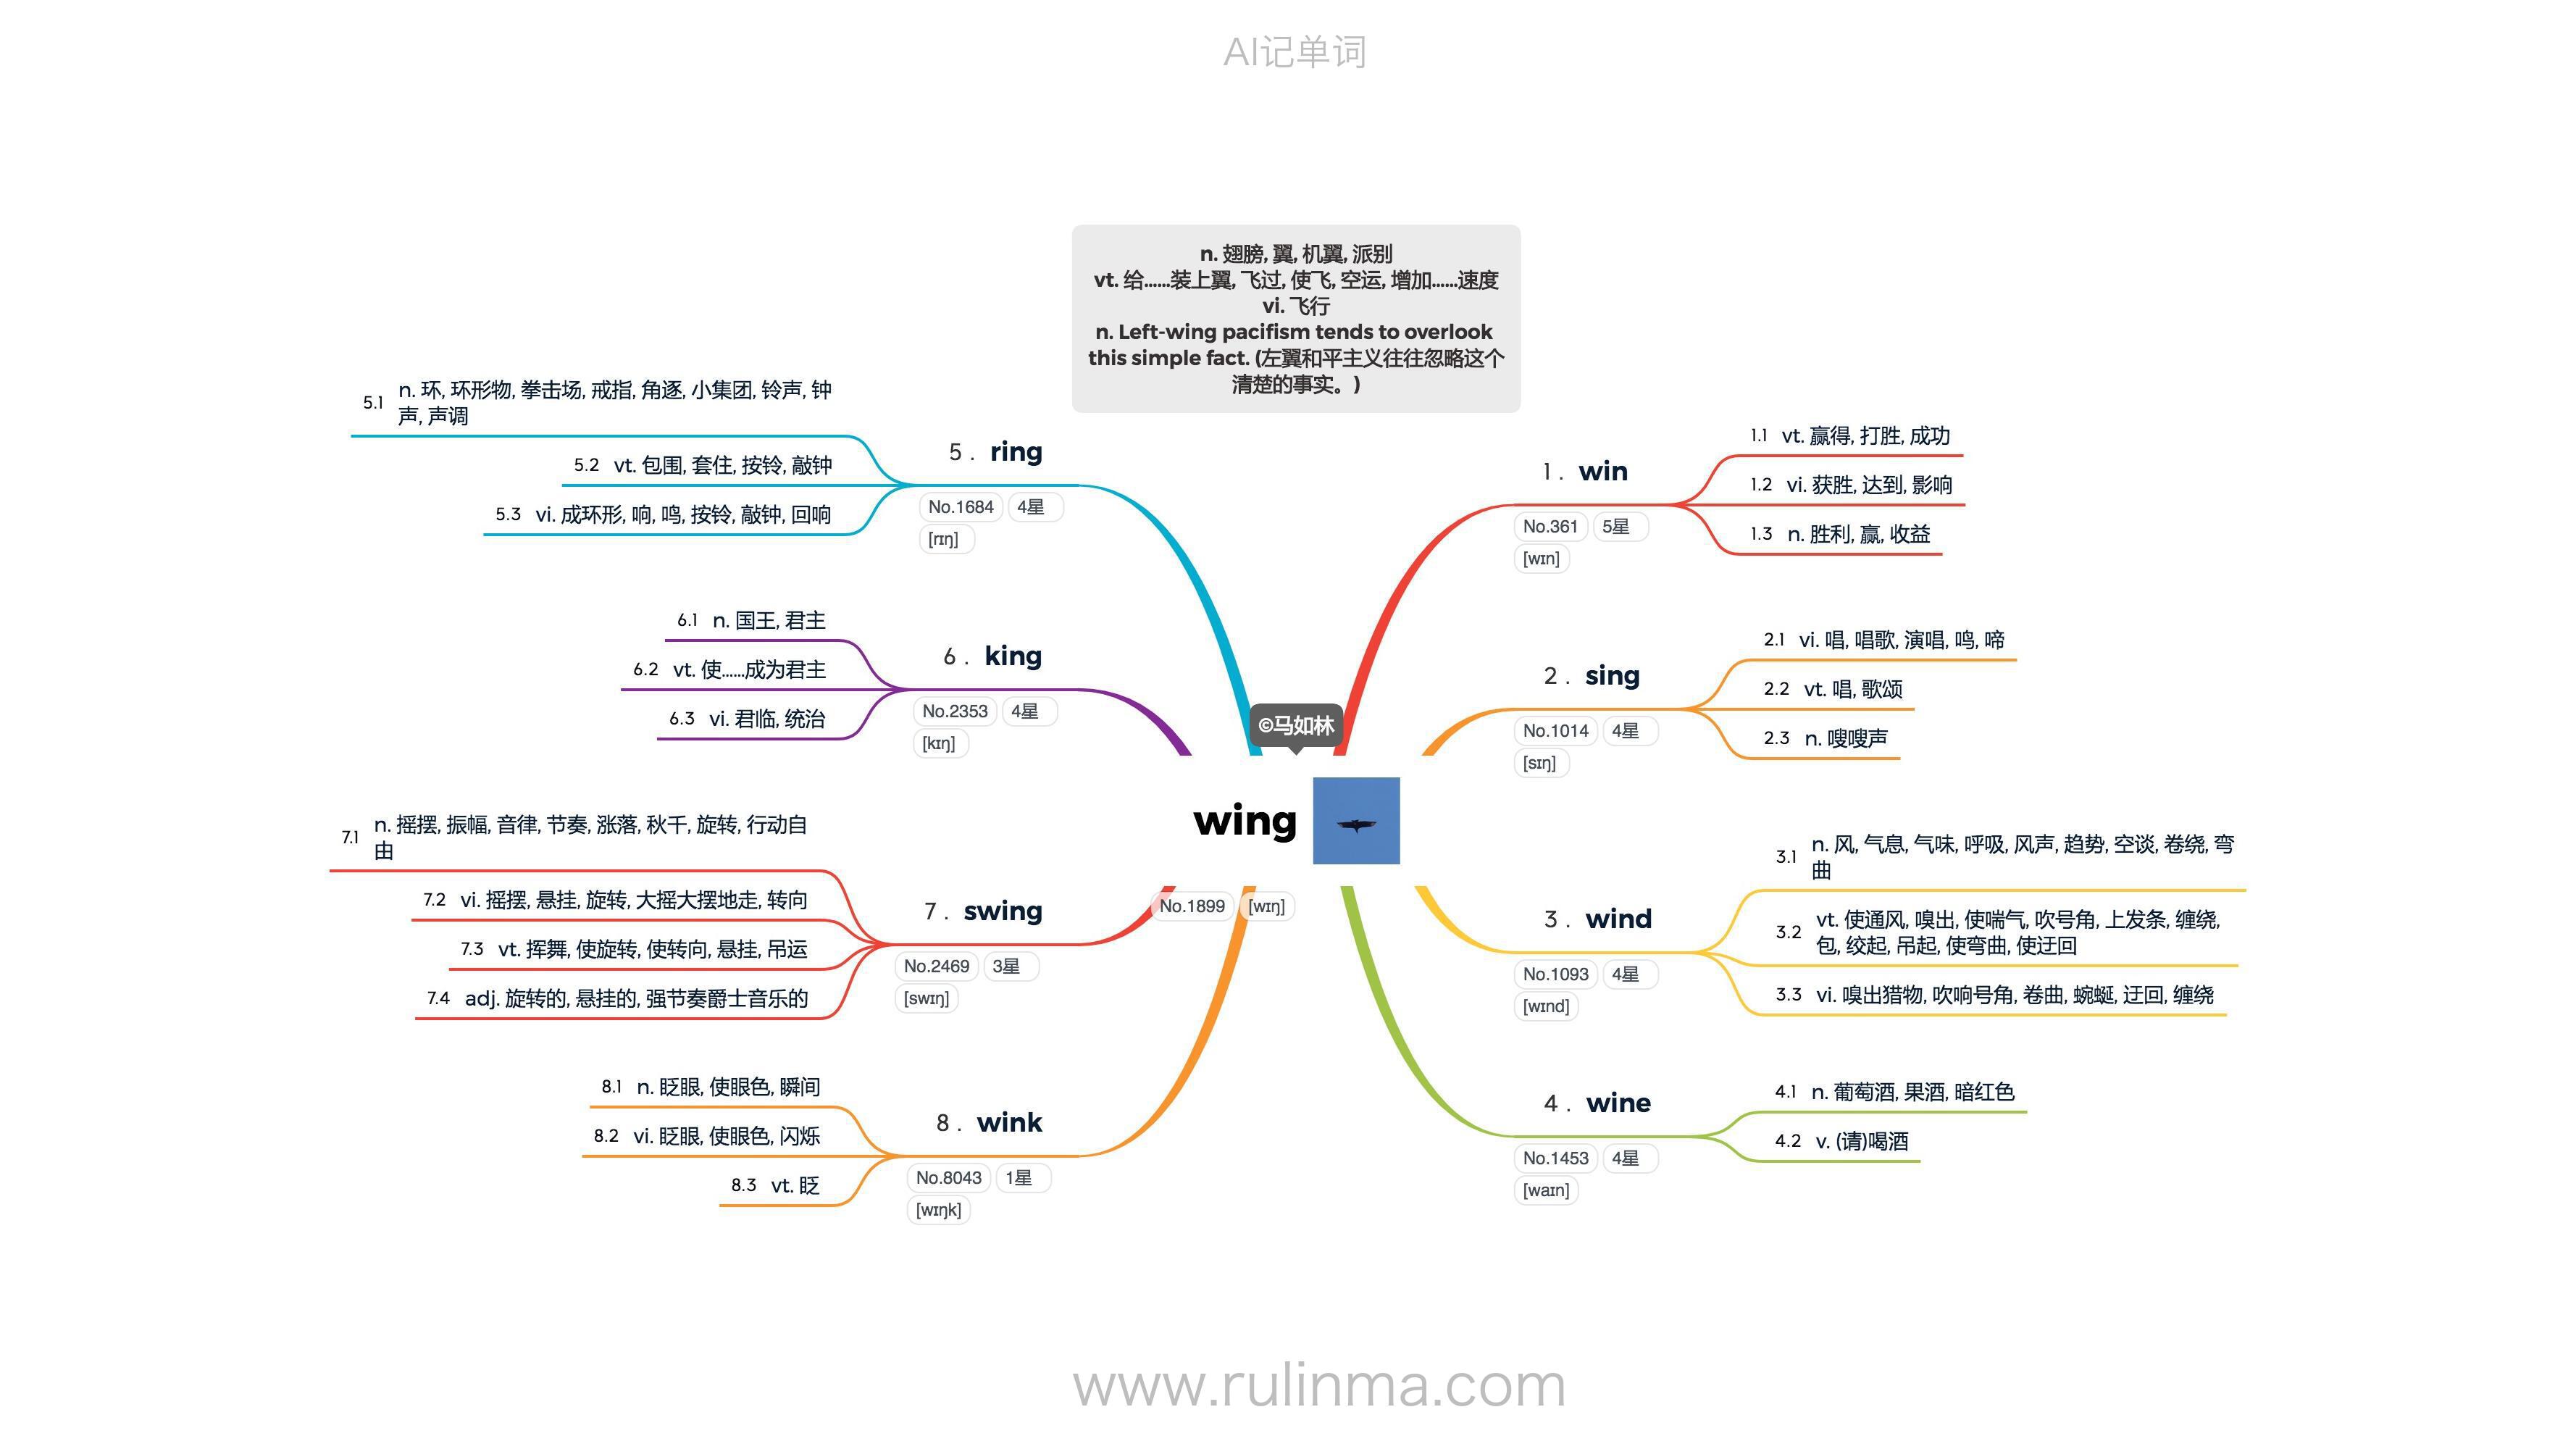 AI记单词
n. 翅膀, 翼, 机翼, 派别
vt. 给......装上翼, 飞过, 使飞, 空运, 增加......速度
vi. 飞行
n. Left-wing pacifism tends to overlook
this simple fact. (左翼和平主义往往忽略这个
清楚的事实。)
©马如林
wing
No.1899 [wɪŋ]
1 . win
No.361 5星
[wɪn]
1.1 vt. 赢得, 打胜, 成功
1.2 vi. 获胜, 达到, 影响
1.3 n. 胜利, 赢, 收益
2 . sing
No.1014 4星
[sɪŋ]
2.1 vi. 唱, 唱歌, 演唱, 鸣, 啼
2.2 vt. 唱, 歌颂
2.3 n. 嗖嗖声
3 . wind
No.1093 4星
[wɪnd]
3.1 n. 风, 气息, 气味, 呼吸, 风声, 趋势, 空谈, 卷绕, 弯
曲
3.2 vt. 使通风, 嗅出, 使喘气, 吹号角, 上发条, 缠绕,
包, 绞起, 吊起, 使弯曲, 使迂回
3.3 vi. 嗅出猎物, 吹响号角, 卷曲, 蜿蜒, 迂回, 缠绕
4 . wine
No.1453 4星
[waɪn]
4.1 n. 葡萄酒, 果酒, 暗红色
4.2 v. (请)喝酒
5 . ring
No.1684 4星
[rɪŋ]
5.1 n. 环, 环形物, 拳击场, 戒指, 角逐, 小集团, 铃声, 钟
声, 声调
5.2 vt. 包围, 套住, 按铃, 敲钟
5.3 vi. 成环形, 响, 鸣, 按铃, 敲钟, 回响
6 . king
No.2353 4星
[kɪŋ]
6.1 n. 国王, 君主
6.2 vt. 使......成为君主
6.3 vi. 君临, 统治
7 . swing
No.2469 3星
[swɪŋ]
7.1 n. 摇摆, 振幅, 音律, 节奏, 涨落, 秋千, 旋转, 行动自
由
7.2 vi. 摇摆, 悬挂, 旋转, 大摇大摆地走, 转向
7.3 vt. 挥舞, 使旋转, 使转向, 悬挂, 吊运
7.4 adj. 旋转的, 悬挂的, 强节奏爵士音乐的
8 . wink
No.8043 1星
[wɪŋk]
8.1 n. 眨眼, 使眼色, 瞬间
8.2 vi. 眨眼, 使眼色, 闪烁
8.3 vt. 眨
www.rulinma.com